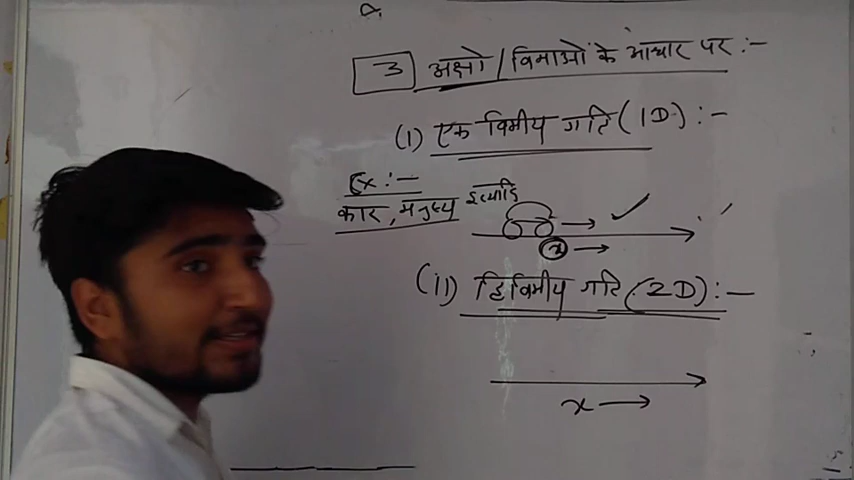 3 अक्षो/विमाओं के आधार पर :-
(I) एक विमीय गति (1D) :-
Ex :-
कार, मनुष्य इत्यादि
x →
(II) द्विविमीय गति (2D) :-
x →